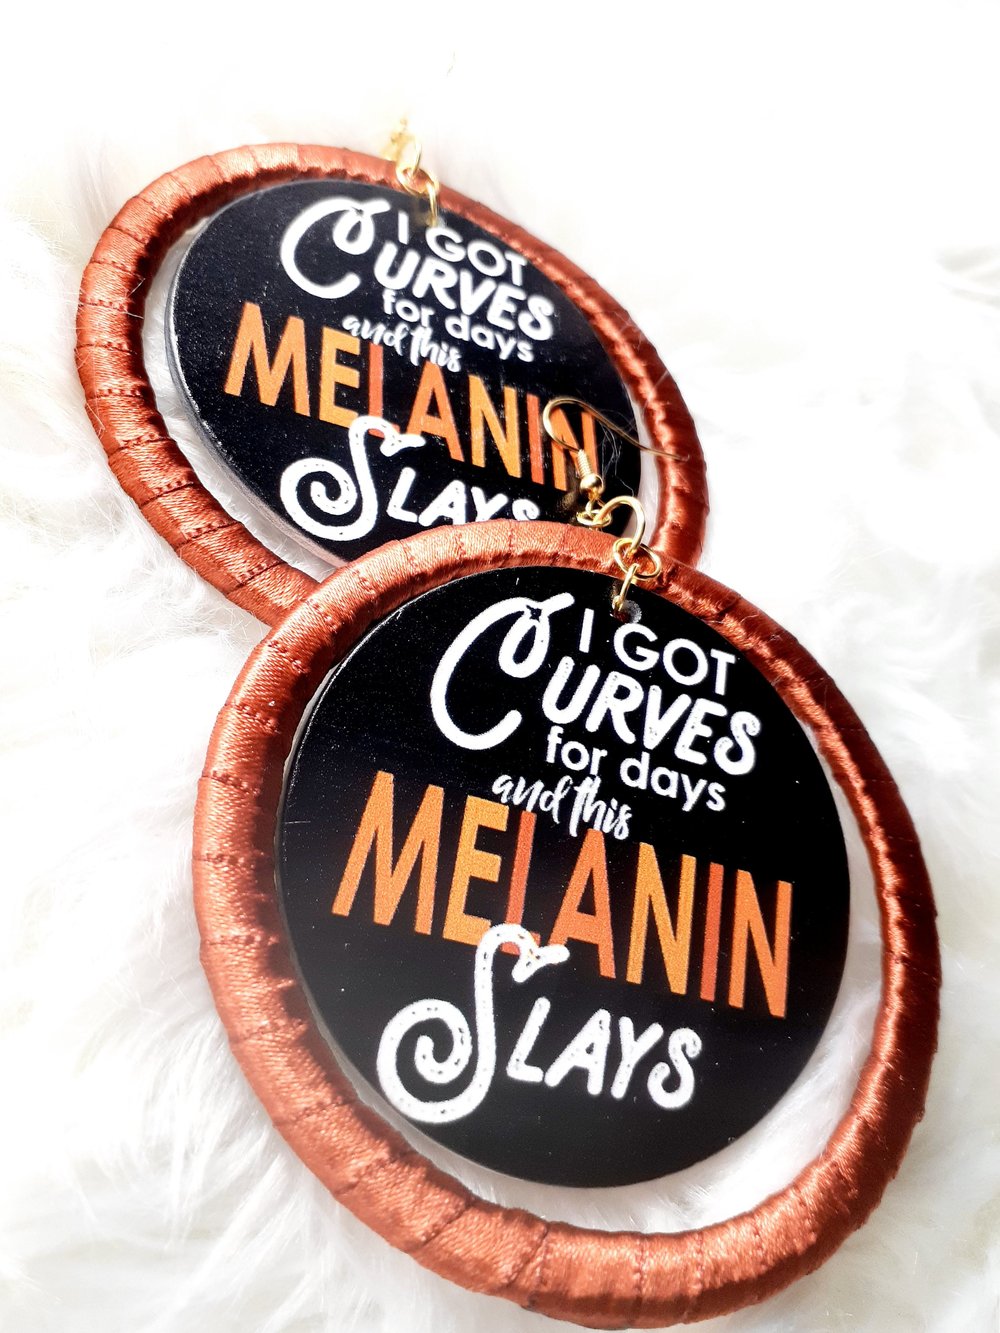 I GOT
CURVES
for days
and this
MELANIN
SLAYS
I GOT
CURVES
for days
and this
MELANIN
SLAYS